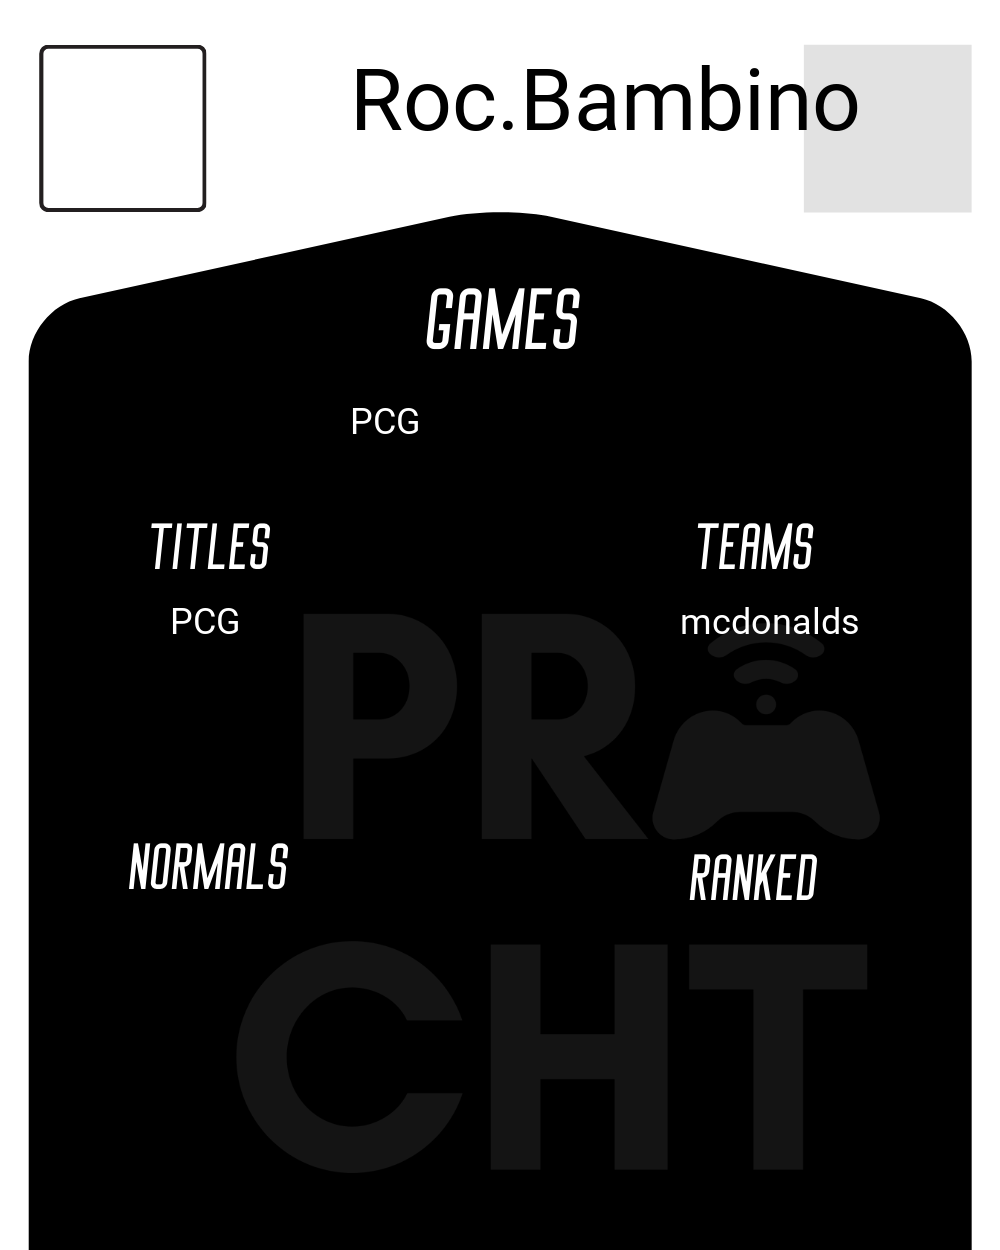 Roc.Bambino
GAMES
PCG
TITLES
TEAMS
PCG
mcdonalds
PR
NORMALS
RANKED
CHT